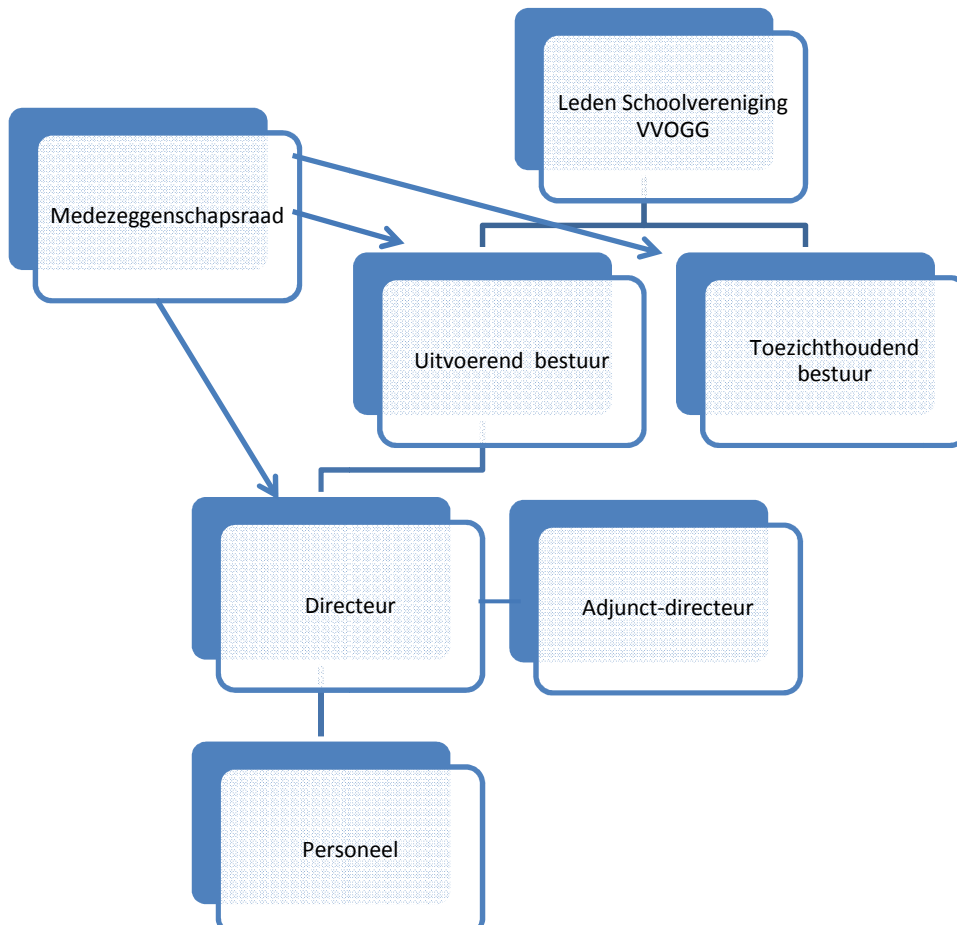 Leden Schoolvereniging
VVOGG
Medezeggenschapsraad
Uitvoerend bestuur
Toezichthoudend
bestuur
Directeur
Adjunct-directeur
Personeel